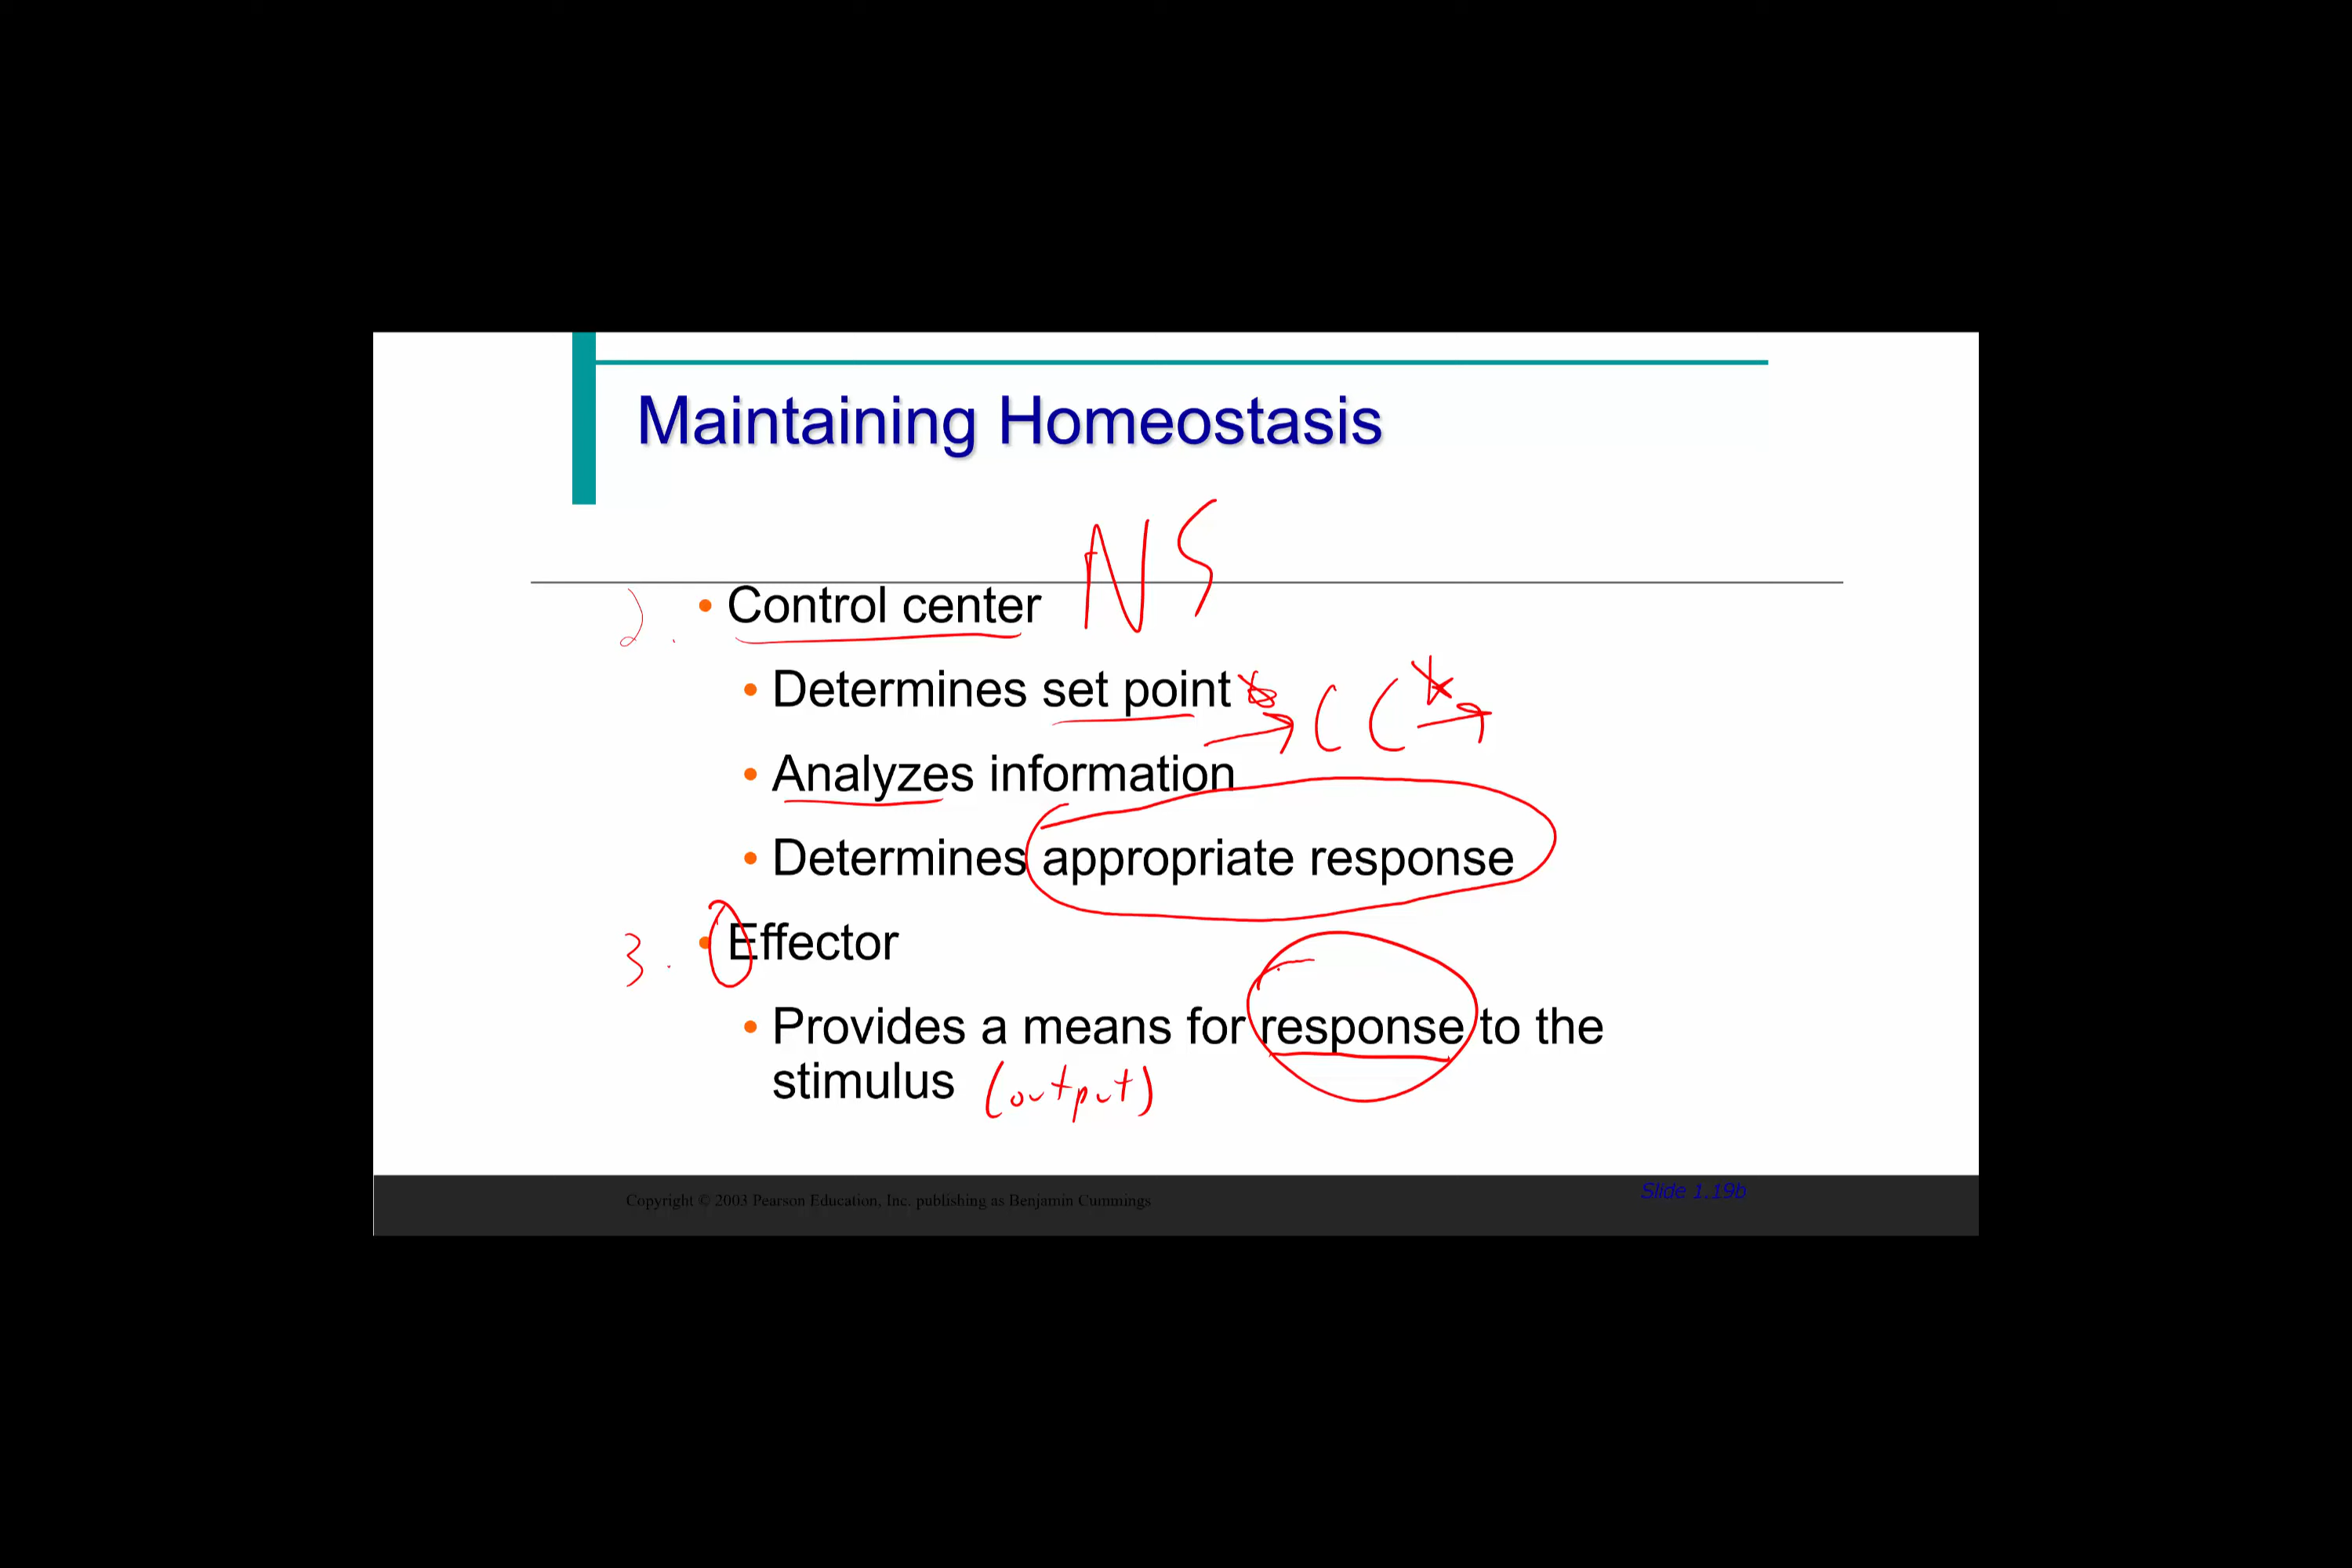 Maintaining Homeostasis
NS
2. • Control center
• Determines set point → CC →
• Analyzes information
• Determines appropriate response
3. • Effector
• Provides a means for response to the
stimulus (output)
Copyright © 2003 Pearson Education, Inc. publishing as Benjamin Cummings
Slide 1.19b